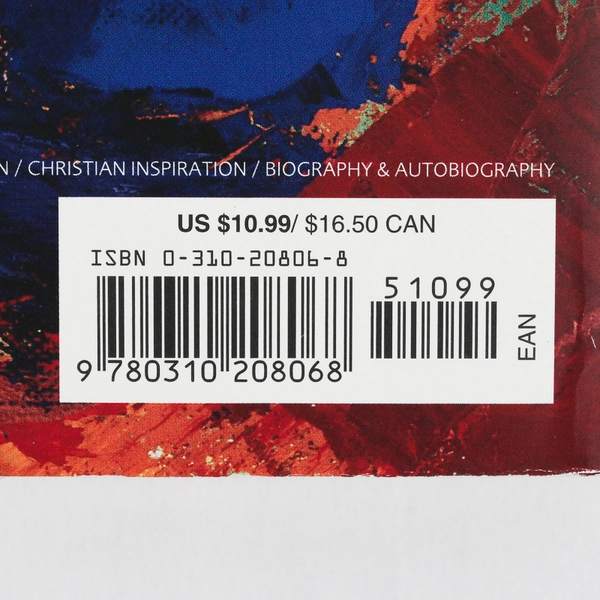 N / CHRISTIAN INSPIRATION / BIOGRAPHY & AUTOBIOGRAPHY
US $10.99/ $16.50 CAN
ISBN 0-310-20806-8
51099
9 780310 208068
EAN